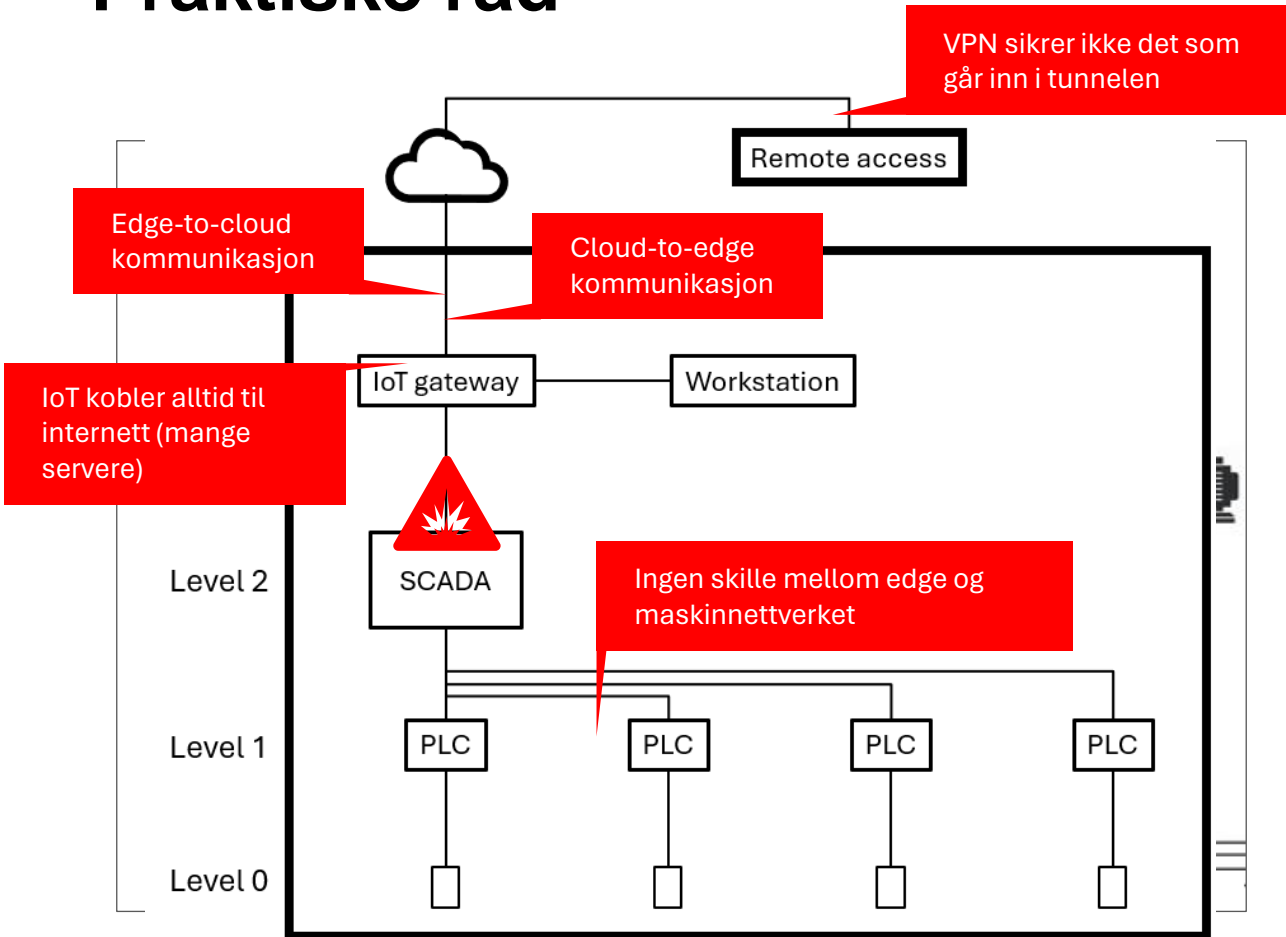 Praktiske råd
VPN sikrer ikke det som
går inn i tunnelen
Remote access
Edge-to-cloud
kommunikasjon
Cloud-to-edge
kommunikasjon
IoT gateway
Workstation
IoT kobler alltid til
internett (mange
servere)
Level 2
SCADA
Ingen skille mellom edge og
maskinnettverket
Level 1
PLC
PLC
PLC
PLC
Level 0